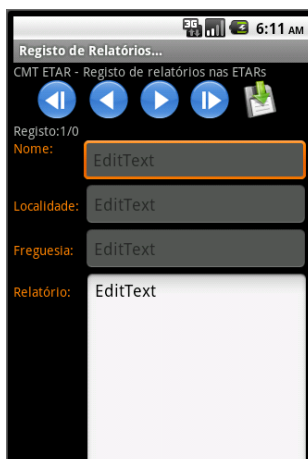 3G 6:11 AM
Registo de Relatórios...
CMT ETAR - Registo de relatórios nas ETARs
Registo:1/0
Nome: EditText
Localidade: EditText
Freguesia: EditText
Relatório: EditText